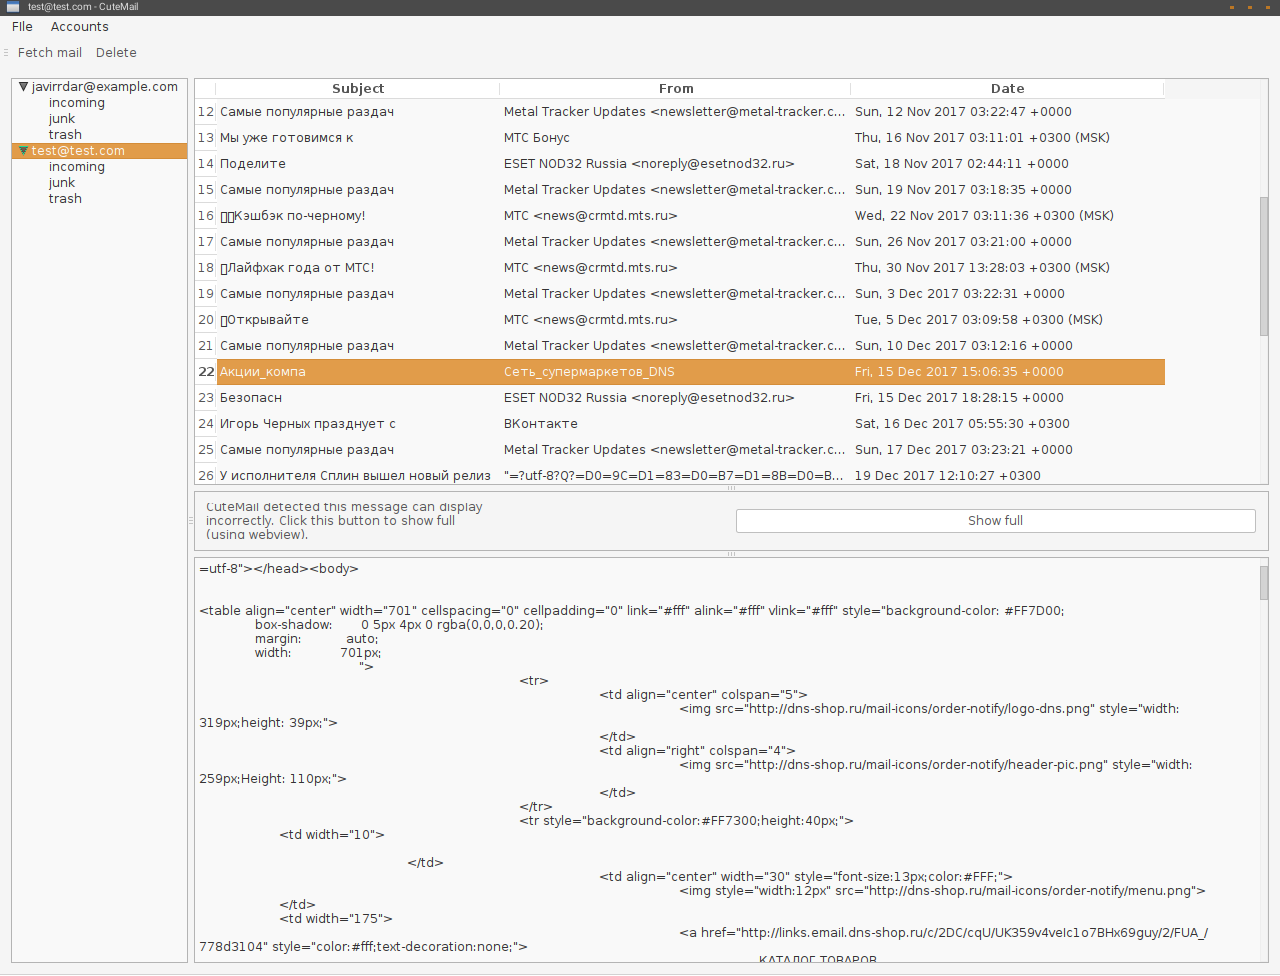 test@test.com - CuteMail
File Accounts
Fetch mail Delete
javirrdar@example.com
incoming
junk
trash
test@test.com
incoming
junk
trash
Subject From Date
12 Самые популярные раздач Metal Tracker Updates <newsletter@metal-tracker.c... Sun, 12 Nov 2017 03:22:47 +0000
13 Мы уже готовимся к МТС Бонус Thu, 16 Nov 2017 03:11:01 +0300 (MSK)
14 Поделите ESET NOD32 Russia <noreply@esetnod32.ru> Sat, 18 Nov 2017 02:44:11 +0000
15 Самые популярные раздач Metal Tracker Updates <newsletter@metal-tracker.c... Sun, 19 Nov 2017 03:18:35 +0000
16 Кэшбэк по-черному! МТС <news@crmtd.mts.ru> Wed, 22 Nov 2017 03:11:36 +0300 (MSK)
17 Самые популярные раздач Metal Tracker Updates <newsletter@metal-tracker.c... Sun, 26 Nov 2017 03:21:00 +0000
18 Лайфхак года от МТС! МТС <news@crmtd.mts.ru> Thu, 30 Nov 2017 13:28:03 +0300 (MSK)
19 Самые популярные раздач Metal Tracker Updates <newsletter@metal-tracker.c... Sun, 3 Dec 2017 03:22:31 +0000
20 Открывайте МТС <news@crmtd.mts.ru> Tue, 5 Dec 2017 03:09:58 +0300 (MSK)
21 Самые популярные раздач Metal Tracker Updates <newsletter@metal-tracker.c... Sun, 10 Dec 2017 03:12:16 +0000
22 Акции_компа Сеть_супермаркетов_DNS Fri, 15 Dec 2017 15:06:35 +0000
23 Безопасн ESET NOD32 Russia <noreply@esetnod32.ru> Fri, 15 Dec 2017 18:28:15 +0000
24 Игорь Черных празднует с ВКонтакте Sat, 16 Dec 2017 05:55:30 +0300
25 Самые популярные раздач Metal Tracker Updates <newsletter@metal-tracker.c... Sun, 17 Dec 2017 03:23:21 +0000
26 У исполнителя Сплин вышел новый релиз "=?utf-8?Q?=D0=9C=D1=83=D0=B7=D1=8B=D0=B... 19 Dec 2017 12:10:27 +0300
CuteMail detected this message can display
incorrectly. Click this button to show full
(using webview).
Show full
=utf-8"></head><body>
<table align="center" width="701" cellspacing="0" cellpadding="0" link="#fff" alink="#fff" vlink="#fff" style="background-color: #FF7D00;
box-shadow: 0 5px 4px 0 rgba(0,0,0,0.20);
margin: auto;
width: 701px;
">
<tr>
<td align="center" colspan="5">
<img src="http://dns-shop.ru/mail-icons/order-notify/logo-dns.png" style="width:
319px;height: 39px;">
</td>
<td align="right" colspan="4">
<img src="http://dns-shop.ru/mail-icons/order-notify/header-pic.png" style="width:
259px;Height: 110px;">
</td>
</tr>
<tr style="background-color:#FF7300;height:40px;">
<td width="10">
</td>
<td align="center" width="30" style="font-size:13px;color:#FFF;">
<img style="width:12px" src="http://dns-shop.ru/mail-icons/order-notify/menu.png">
</td>
<td width="175">
<a href="http://links.email.dns-shop.ru/c/2DC/cqU/UK359v4veIc1o7BHx69guy/2/FUA_/
778d3104" style="color:#fff;text-decoration:none;">
КАТАЛОГ ТОВАРОВ